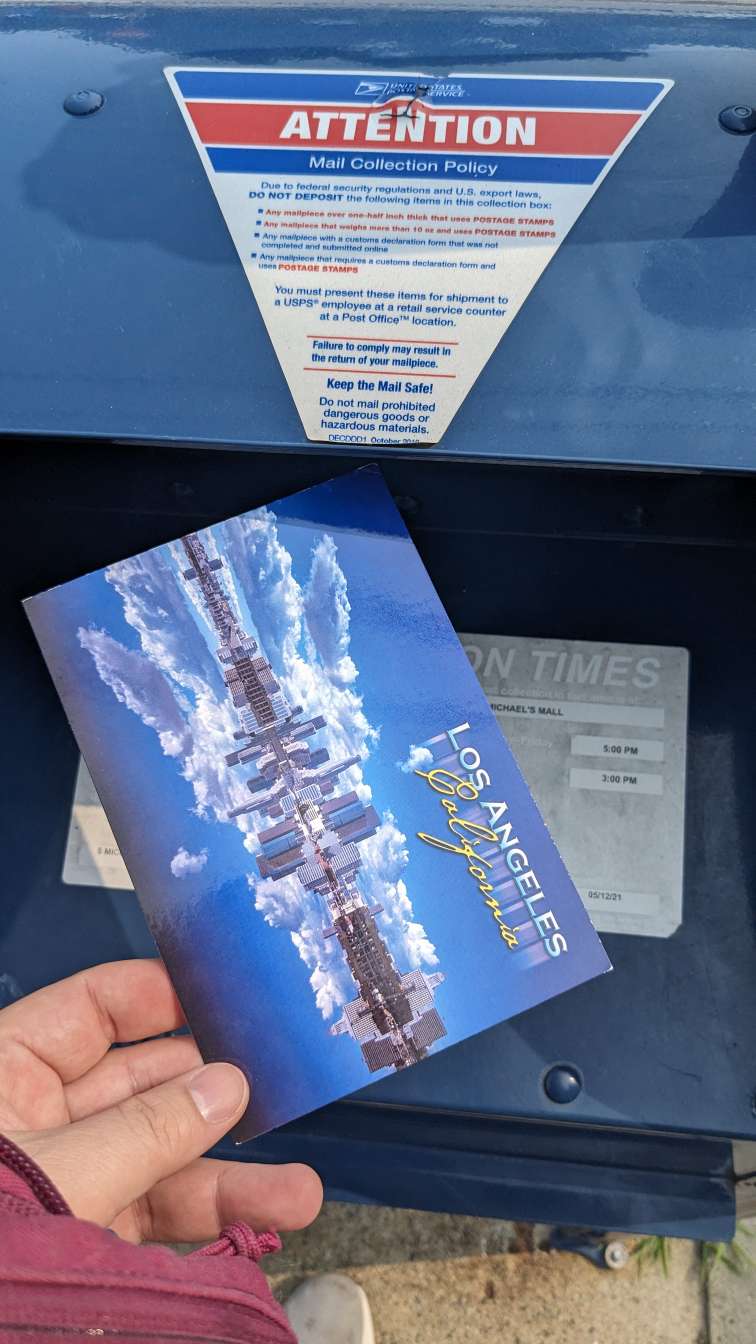 UNITED STATES
POSTAL SERVICE
ATTENTION
Mail Collection Policy
Due to federal security regulations and U.S. export laws,
DO NOT DEPOSIT the following items in this collection box:
■ Any mailpiece over one-half inch thick that uses POSTAGE STAMPS
■ Any mailpiece that weighs more than 10 oz and uses POSTAGE STAMPS
■ Any mailpiece with a customs declaration form that was not
completed and submitted online
■ Any mailpiece that requires a customs declaration form and
uses POSTAGE STAMPS
You must present these items for shipment to
a USPS® employee at a retail service counter
at a Post Office™ location.
Failure to comply may result in
the return of your mailpiece.
Keep the Mail Safe!
Do not mail prohibited
dangerous goods or
hazardous materials.
DECDDD1 October 2019
ON TIMES
MICHAEL'S MALL
5:00 PM
3:00 PM
LOS ANGELES
California
S MIC
05/12/21